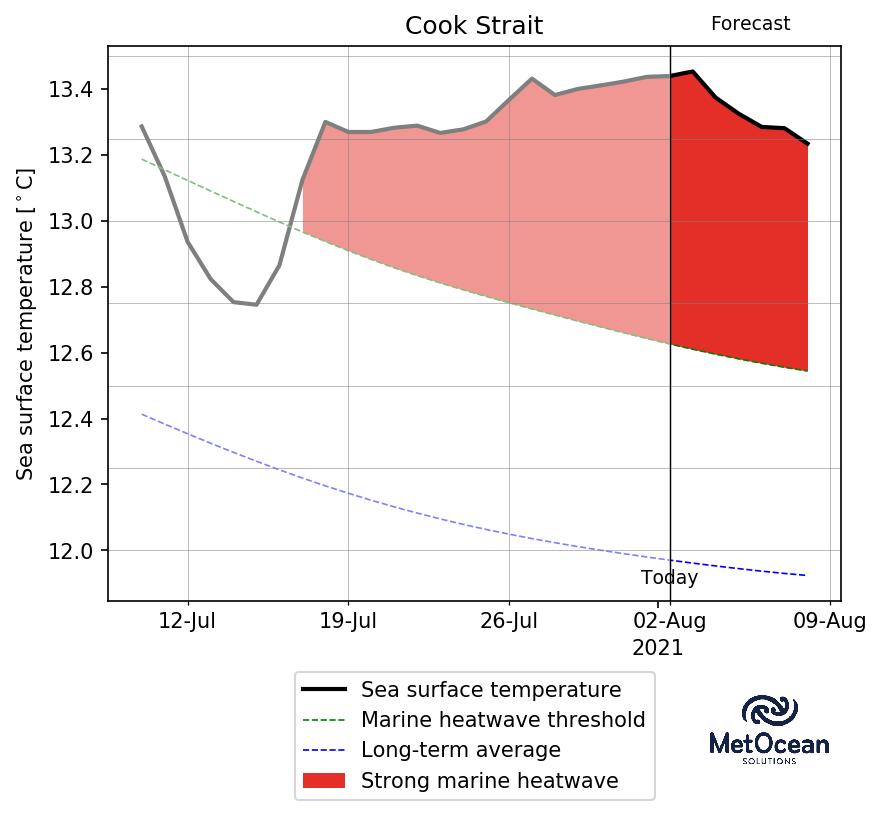 Cook Strait
Forecast
Sea surface temperature [°C]
13.4
13.2
13.0
12.8
12.6
12.4
12.2
12.0
Today
12-Jul
19-Jul
26-Jul
02-Aug
09-Aug
2021
Sea surface temperature
Marine heatwave threshold
Long-term average
Strong marine heatwave
MetOcean
SOLUTIONS